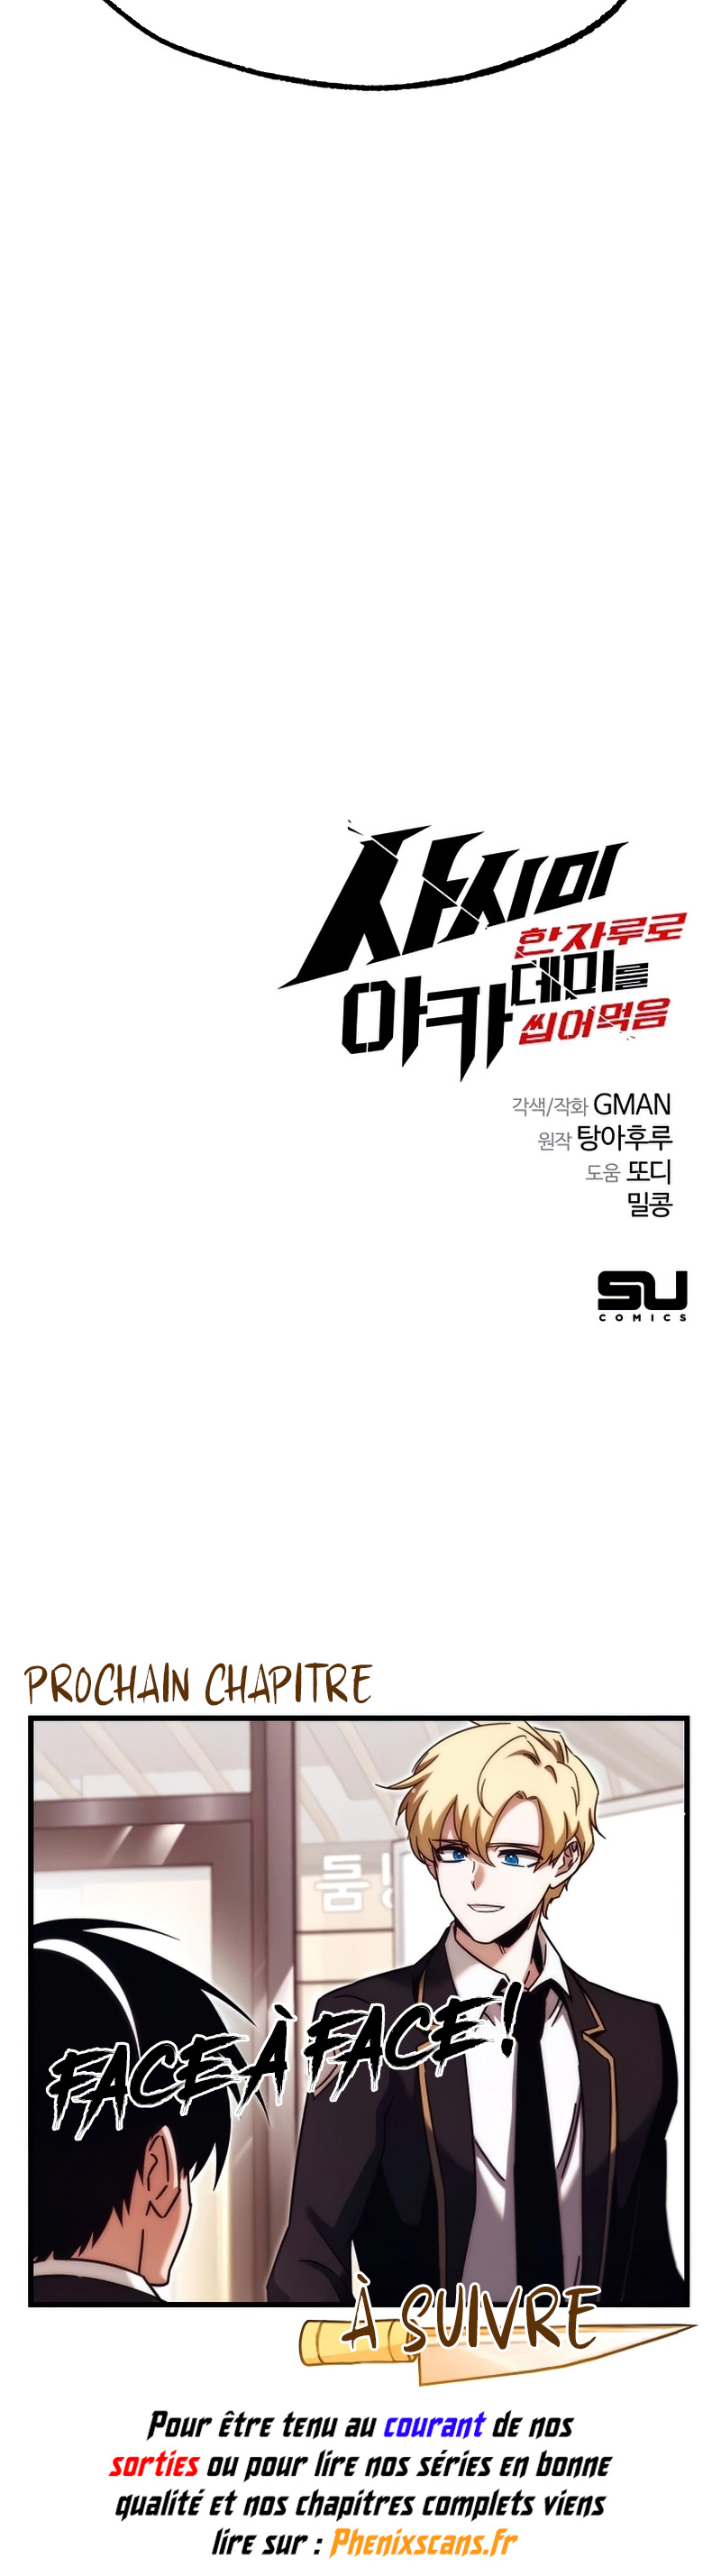 사시미
한 자루로
아카데미를
씹어먹음
각색/작화 GMAN
원작 탕아후루
도움 또디
밀콩
SU
COMICS
PROCHAIN CHAPITRE
FACE À FACE !
À SUIVRE
Pour être tenu au courant de nos
sorties ou pour lire nos séries en bonne
qualité et nos chapitres complets viens
lire sur : Phenixscans.fr